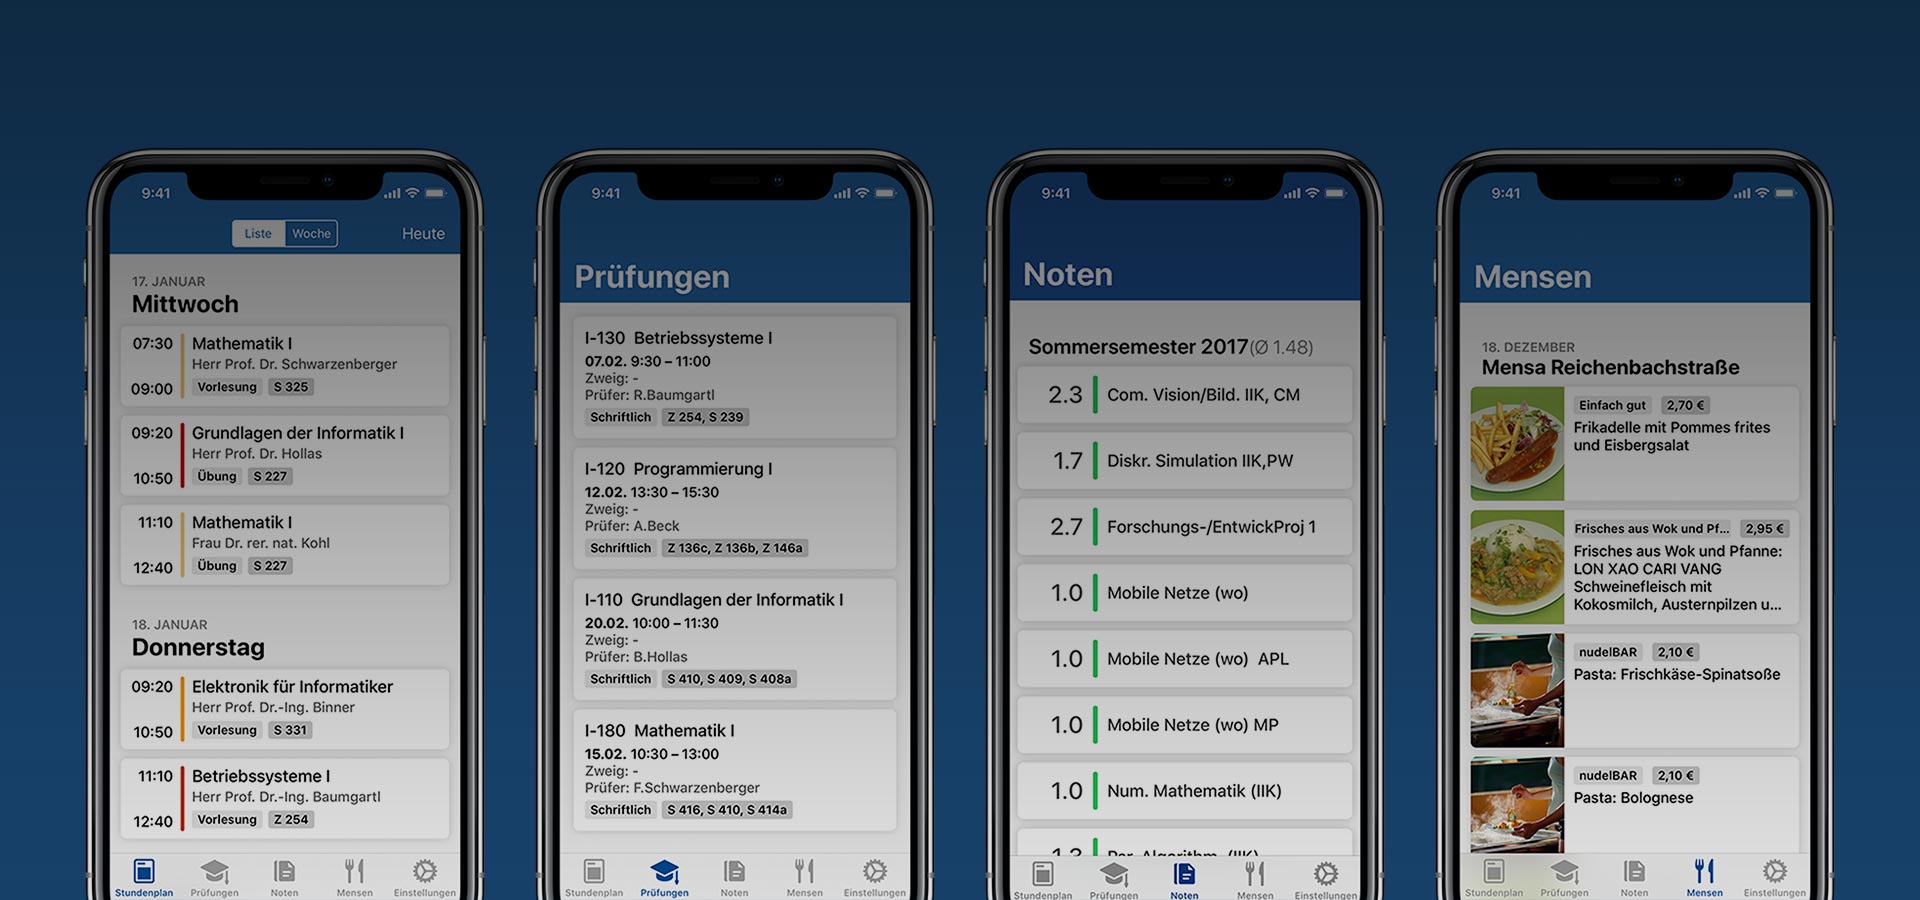 9:41
Liste Woche Heute
17. JANUAR
Mittwoch
07:30 Mathematik I
Herr Prof. Dr. Schwarzenberger
09:00 Vorlesung S 325
09:20 Grundlagen der Informatik I
Herr Prof. Dr. Hollas
10:50 Übung S 227
11:10 Mathematik I
Frau Dr. rer. nat. Kohl
12:40 Übung S 227
18. JANUAR
Donnerstag
09:20 Elektronik für Informatiker
Herr Prof. Dr.-Ing. Binner
10:50 Vorlesung S 331
11:10 Betriebssysteme I
Herr Prof. Dr.-Ing. Baumgartl
12:40 Vorlesung Z 254
Stundenplan Prüfungen Noten Mensen Einstellungen
9:41
Prüfungen
I-130 Betriebssysteme I
07.02. 9:30 – 11:00
Zweig: -
Prüfer: R.Baumgartl
Schriftlich Z 254, S 239
I-120 Programmierung I
12.02. 13:30 – 15:30
Zweig: -
Prüfer: A.Beck
Schriftlich Z 136c, Z 136b, Z 146a
I-110 Grundlagen der Informatik I
20.02. 10:00 – 11:30
Zweig: -
Prüfer: B.Hollas
Schriftlich S 410, S 409, S 408a
I-180 Mathematik I
15.02. 10:30 – 13:00
Zweig: -
Prüfer: F.Schwarzenberger
Schriftlich S 416, S 410, S 414a
Stundenplan Prüfungen Noten Mensen Einstellungen
9:41
Noten
Sommersemester 2017(Ø 1.48)
2.3 Com. Vision/Bild. IIK, CM
1.7 Diskr. Simulation IIK,PW
2.7 Forschungs-/EntwickProj 1
1.0 Mobile Netze (wo)
1.0 Mobile Netze (wo) APL
1.0 Mobile Netze (wo) MP
1.0 Num. Mathematik (IIK)
1.3 Par. Algorithm. (IIK)
Stundenplan Prüfungen Noten Mensen Einstellungen
9:41
Mensen
18. DEZEMBER
Mensa Reichenbachstraße
Einfach gut 2,70 €
Frikadelle mit Pommes frites
und Eisbergsalat
Frisches aus Wok und Pf... 2,95 €
Frisches aus Wok und Pfanne:
LON XAO CARI VANG
Schweinefleisch mit
Kokosmilch, Austernpilzen u...
nudelBAR 2,10 €
Pasta: Frischkäse-Spinatsoße
nudelBAR 2,10 €
Pasta: Bolognese
Stundenplan Prüfungen Noten Mensen Einstellungen